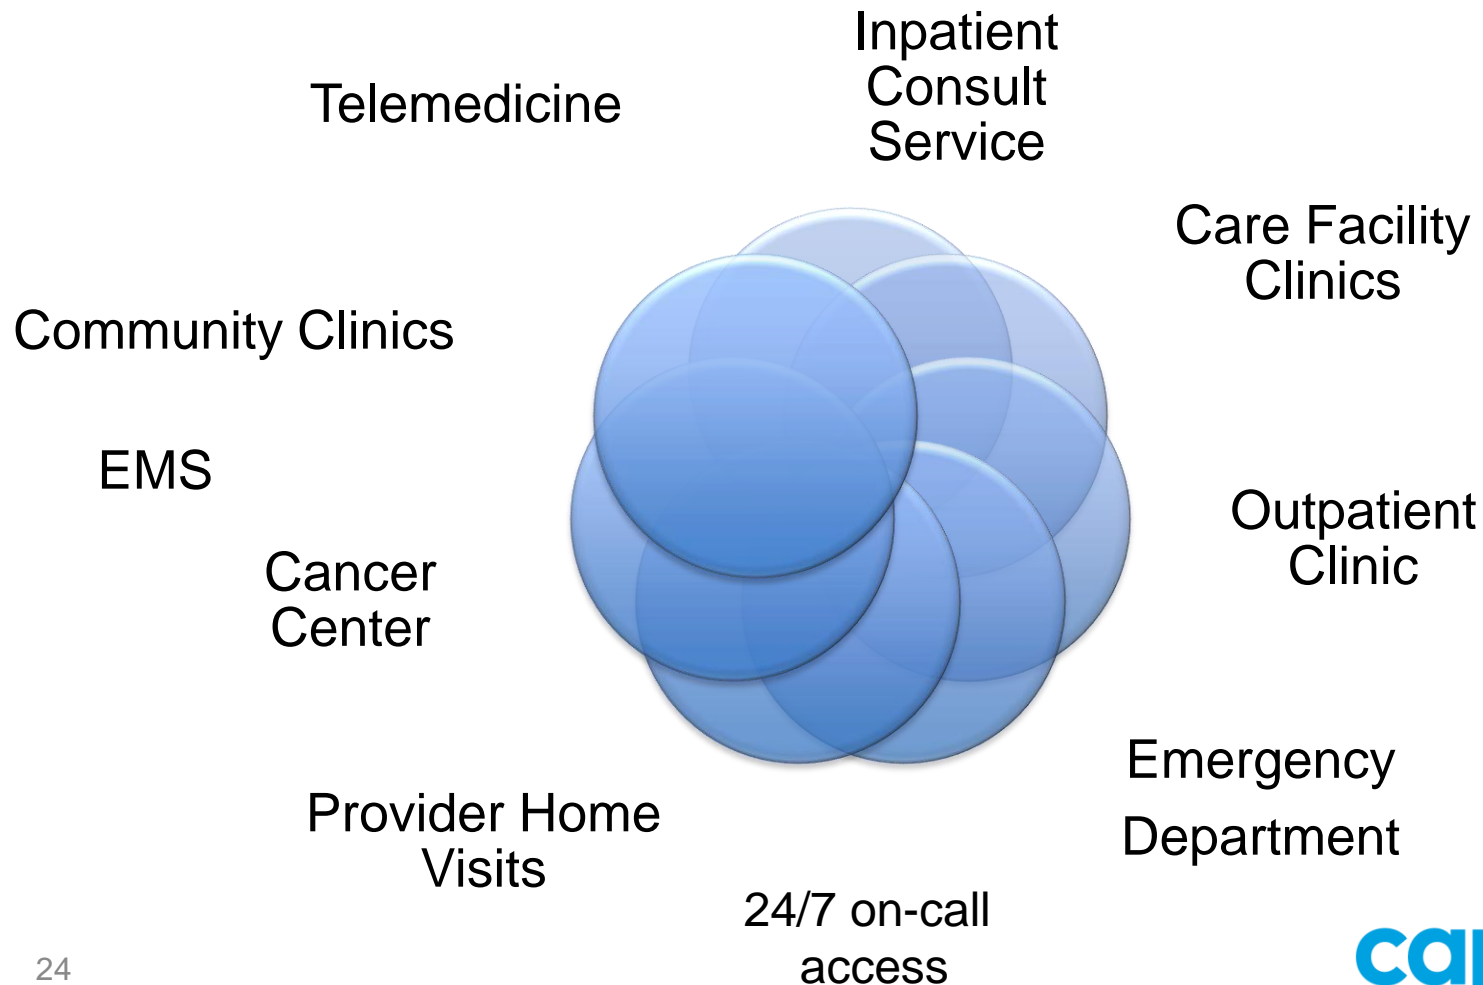 Inpatient
Consult
Service
Telemedicine
Care Facility
Clinics
Community Clinics
EMS
Outpatient
Clinic
Cancer
Center
Emergency
Department
Provider Home
Visits
24/7 on-call
access
24